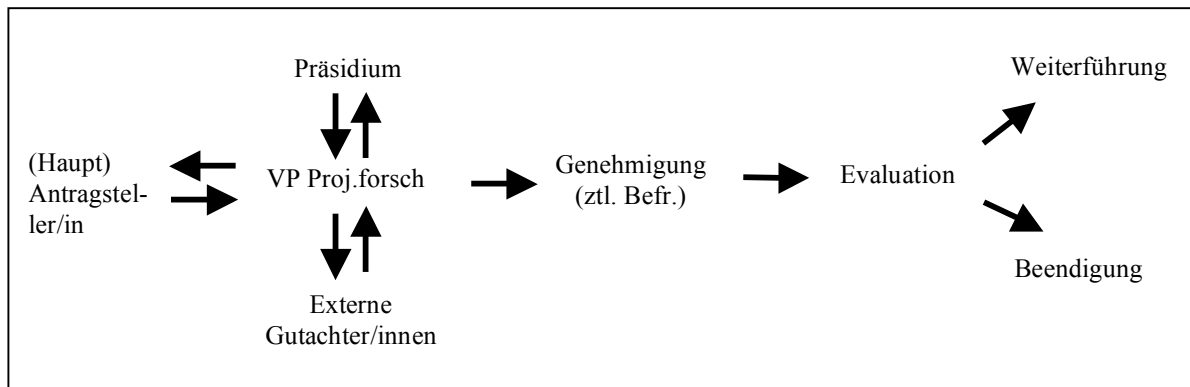 Präsidium
(Haupt)
Antragstel-
ler/in
VP Proj.forsch
Externe
Gutachter/innen
Genehmigung
(ztl. Befr.)
Evaluation
Weiterführung
Beendigung